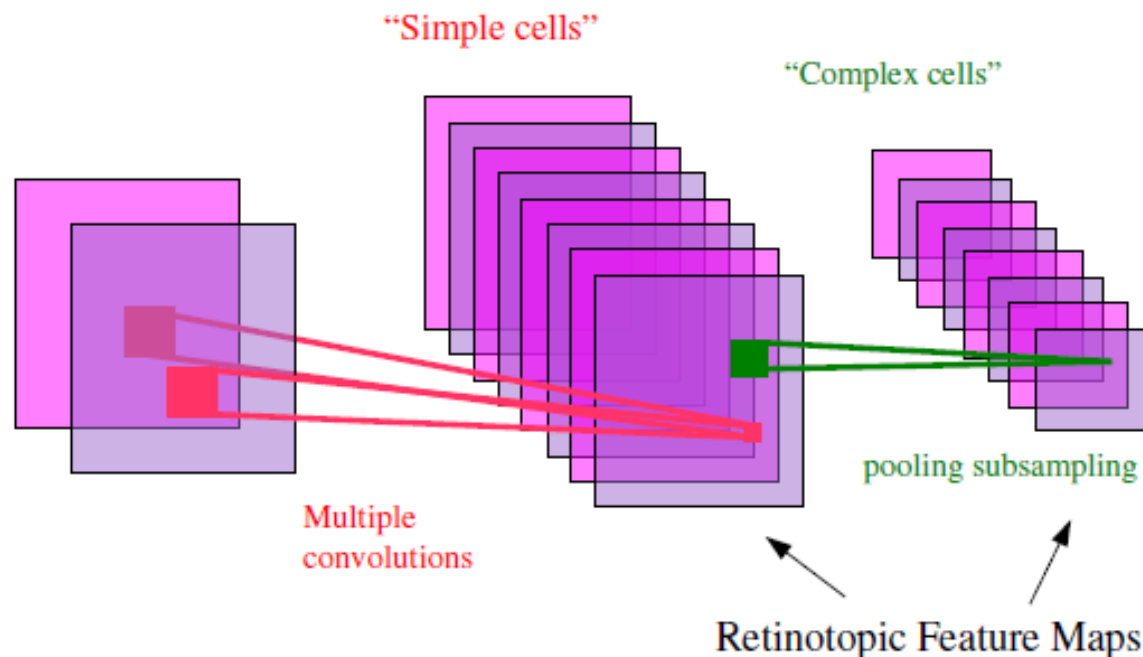 “Simple cells”
“Complex cells”
pooling subsampling
Multiple
convolutions
Retinotopic Feature Maps